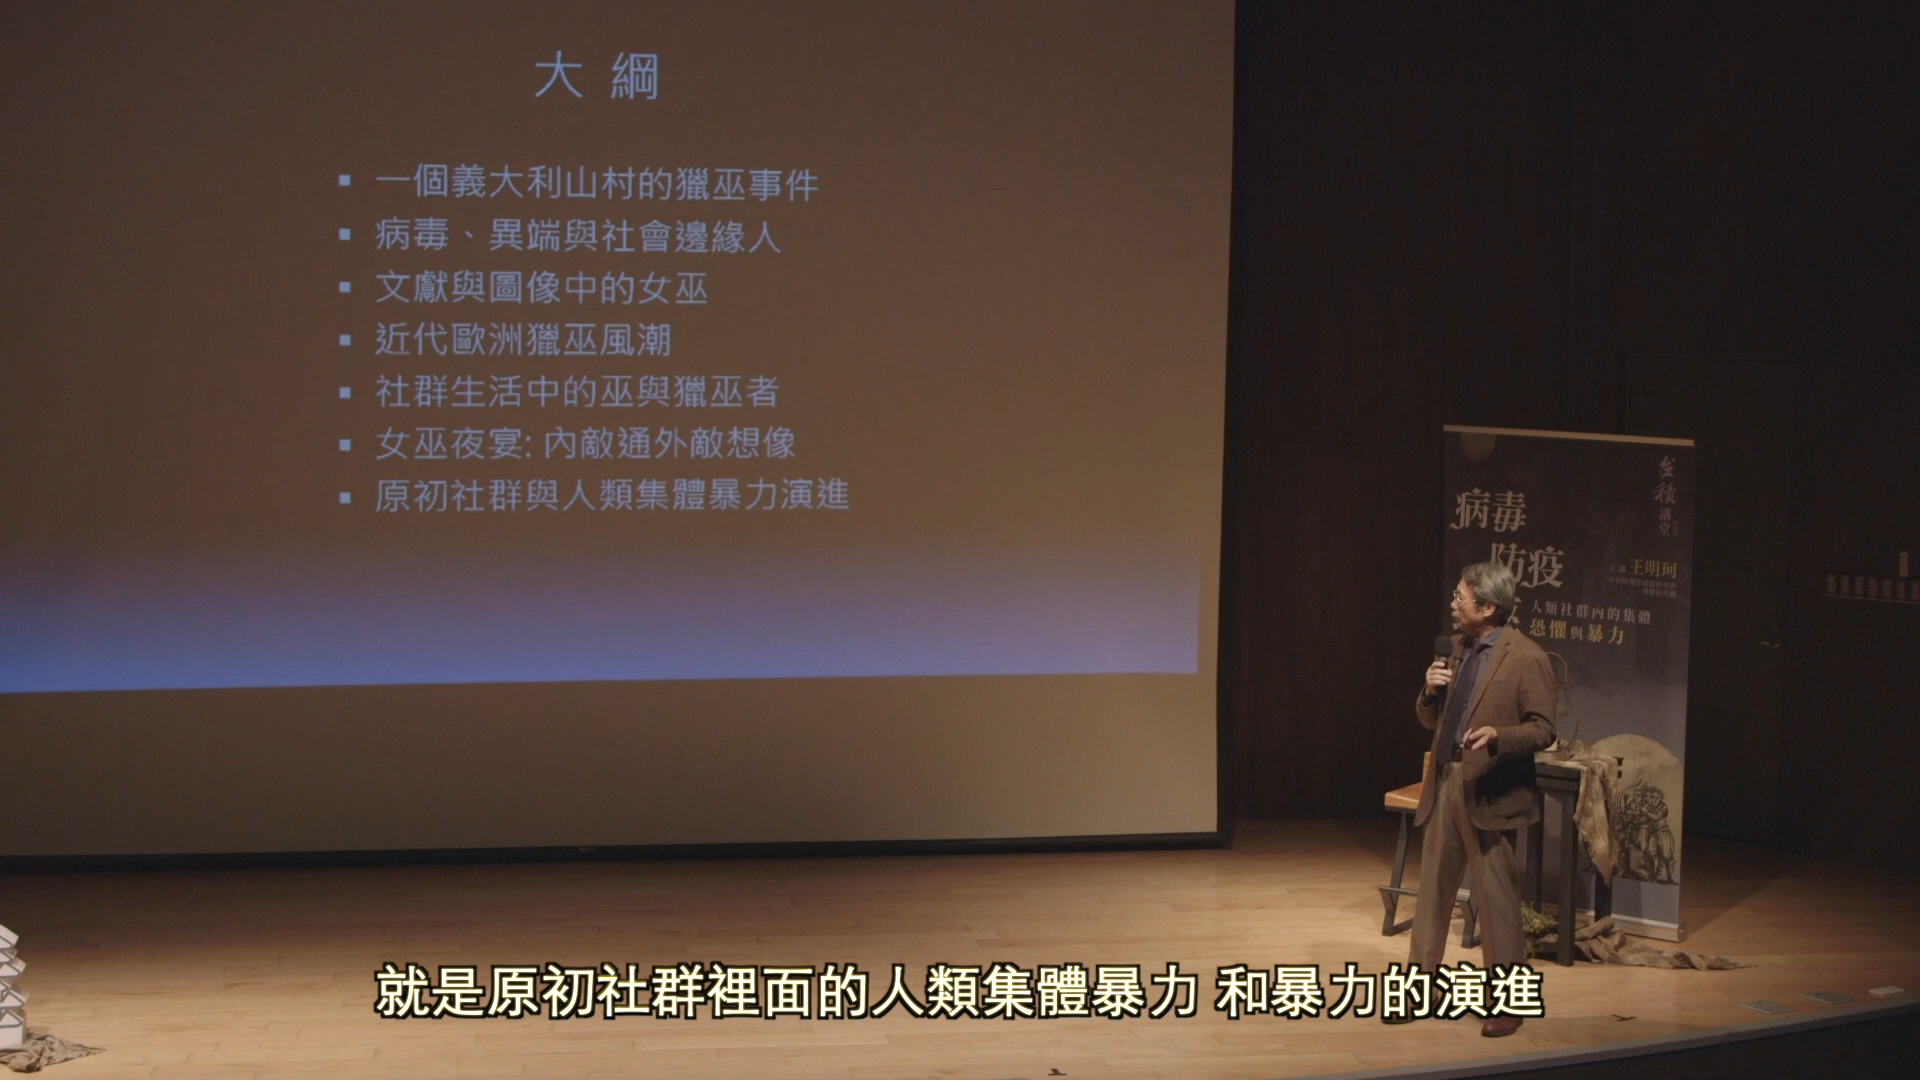 大 綱
▪ 一個義大利山村的獵巫事件
▪ 病毒、異端與社會邊緣人
▪ 文獻與圖像中的女巫
▪ 近代歐洲獵巫風潮
▪ 社群生活中的巫與獵巫者
▪ 女巫夜宴: 內敵通外敵想像
▪ 原初社群與人類集體暴力演進
積
講堂
病毒
防疫
主講 王明珂
人類社群內的集體
恐懼與暴力
就是原初社群裡面的人類集體暴力 和暴力的演進